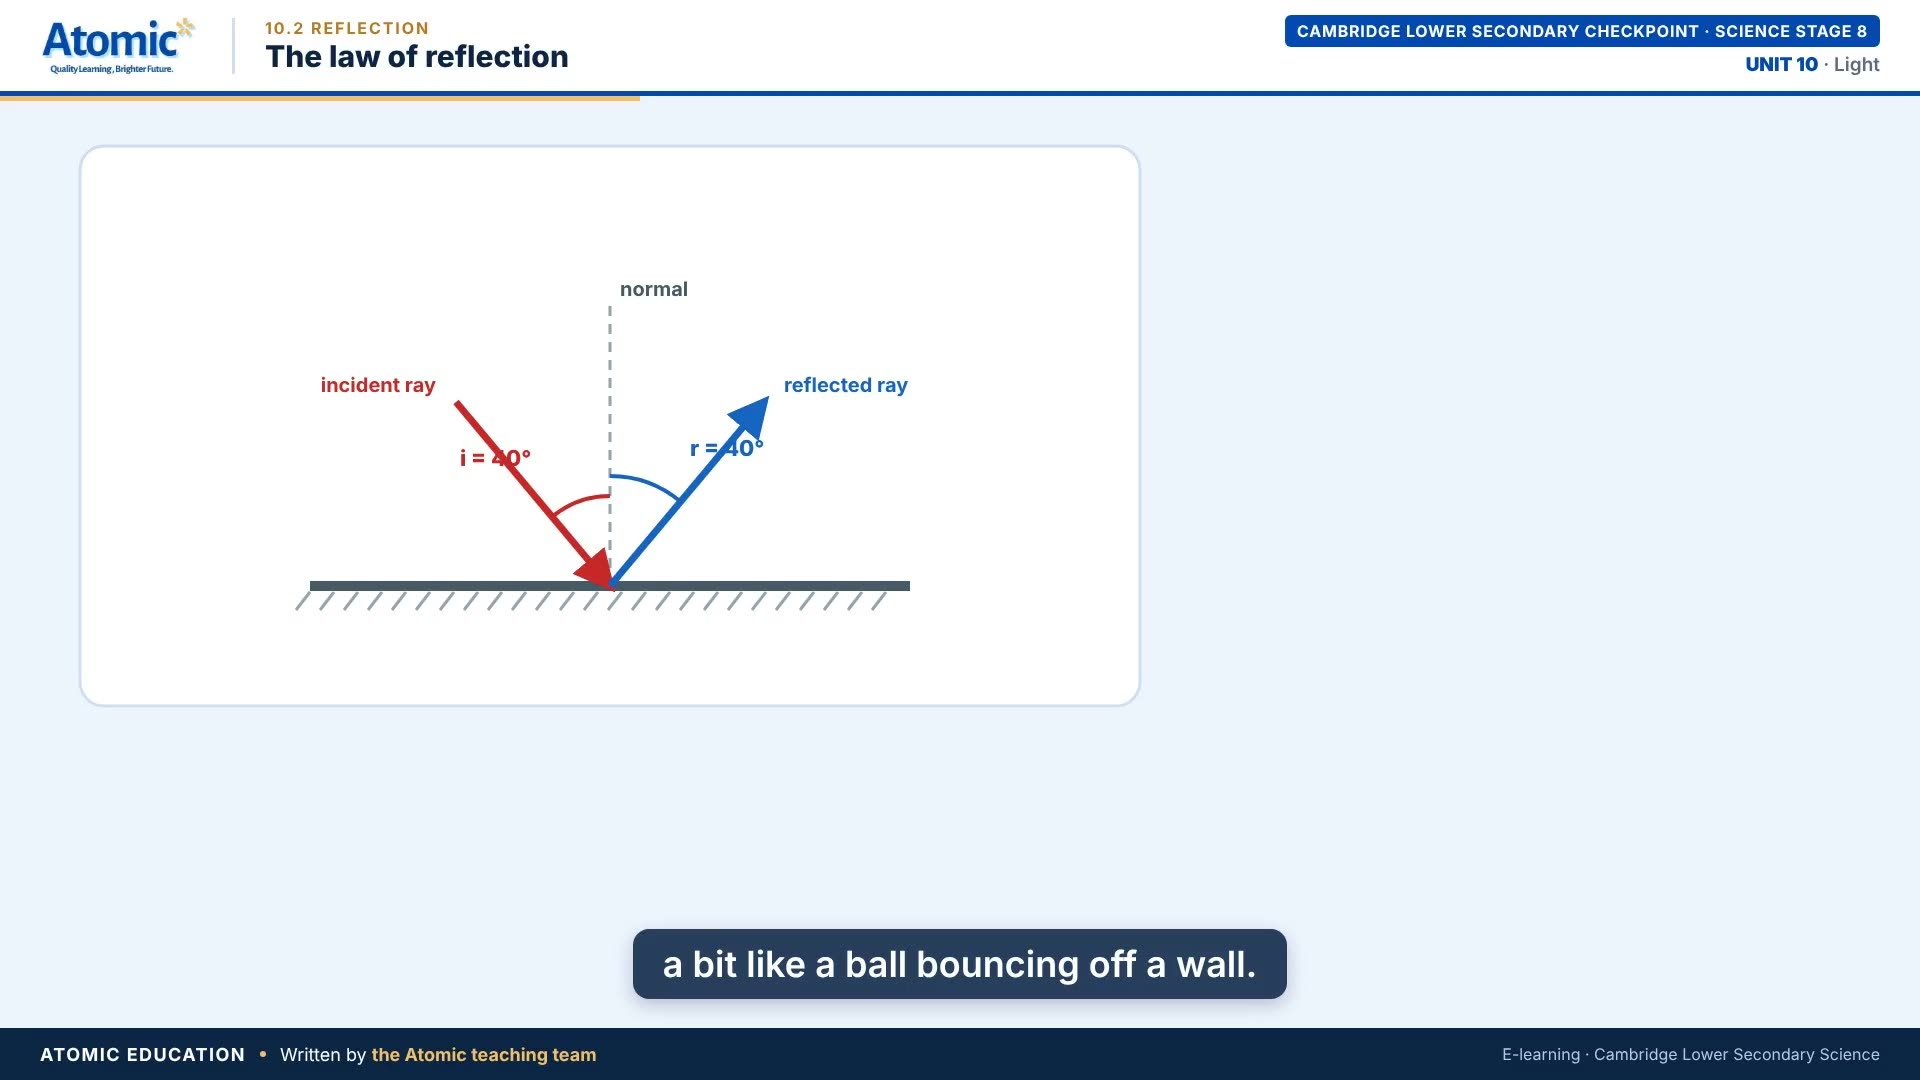 Atomic
Quality Learning, Brighter Future.
10.2 REFLECTION
The law of reflection
CAMBRIDGE LOWER SECONDARY CHECKPOINT · SCIENCE STAGE 8
UNIT 10 · Light
normal
incident ray
reflected ray
i = 40°
r = 40°
a bit like a ball bouncing off a wall.
ATOMIC EDUCATION • Written by the Atomic teaching team
E-learning · Cambridge Lower Secondary Science